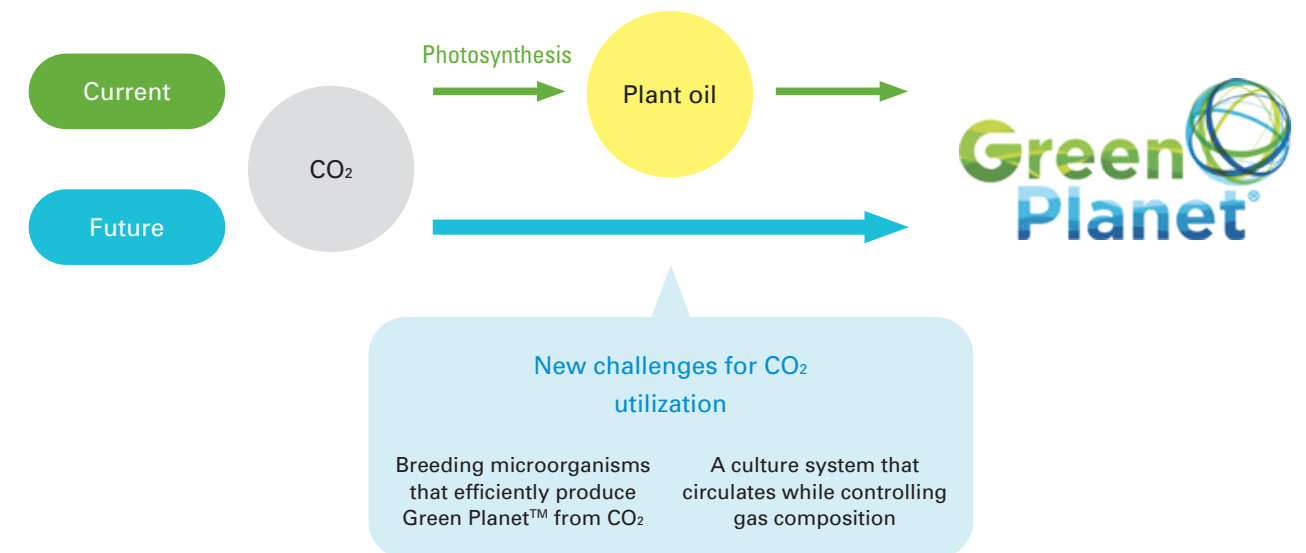 Current
Photosynthesis
Plant oil
CO₂
Future
Green
Planet®
New challenges for CO₂
utilization
Breeding microorganisms
that efficiently produce
Green Planet™ from CO₂
A culture system that
circulates while controlling
gas composition